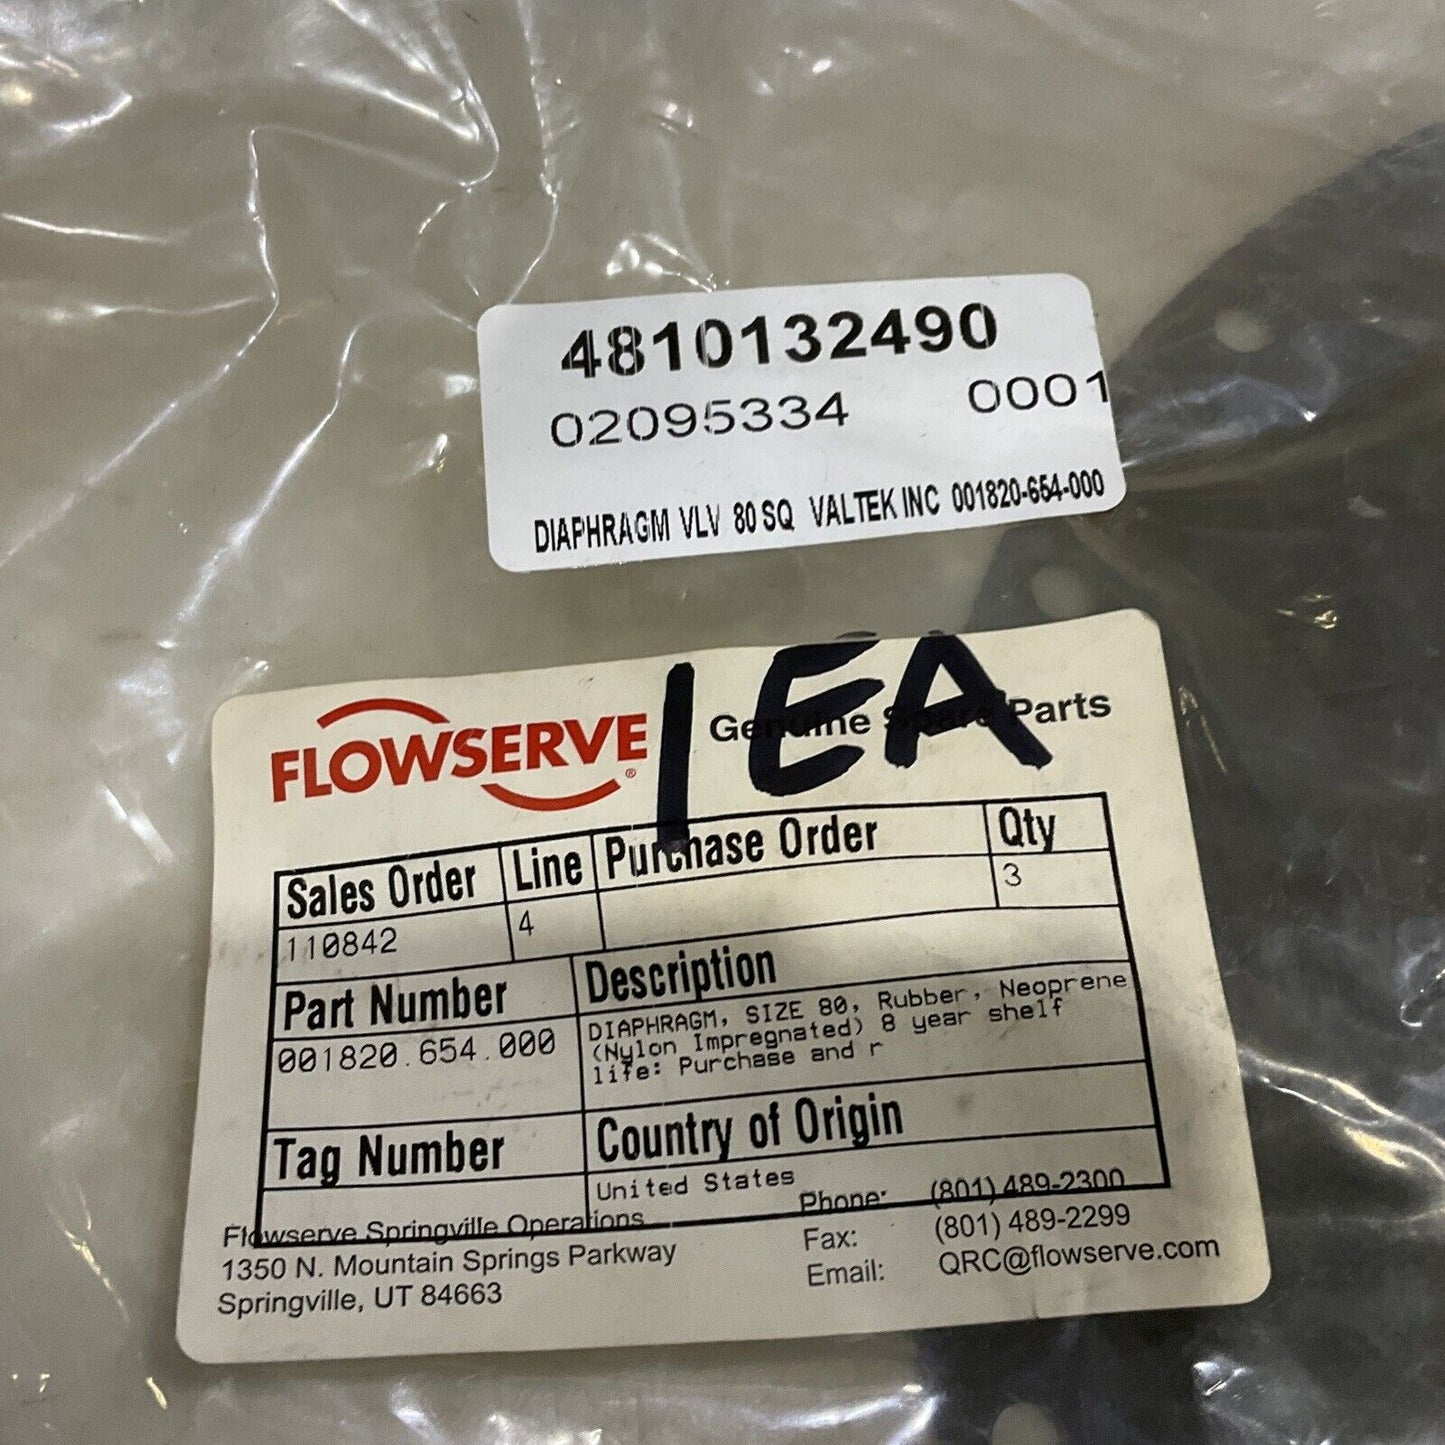 4810132490
02095334 0001
DIAPHRAGM VLV 80 SQ VALTEK INC 001820-654-000
1 EA
FLOWSERVE ® Genuine Spare Parts
Sales Order Line Purchase Order Qty
110842 4 3
Part Number Description
001820.654.000 DIAPHRAGM, SIZE 80, Rubber, Neoprene
(Nylon Impregnated) 8 year shelf
life: Purchase and r
Tag Number Country of Origin
United States
Flowserve Springville Operations Phone: (801) 489-2300
1350 N. Mountain Springs Parkway Fax: (801) 489-2299
Springville, UT 84663 Email: QRC@flowserve.com